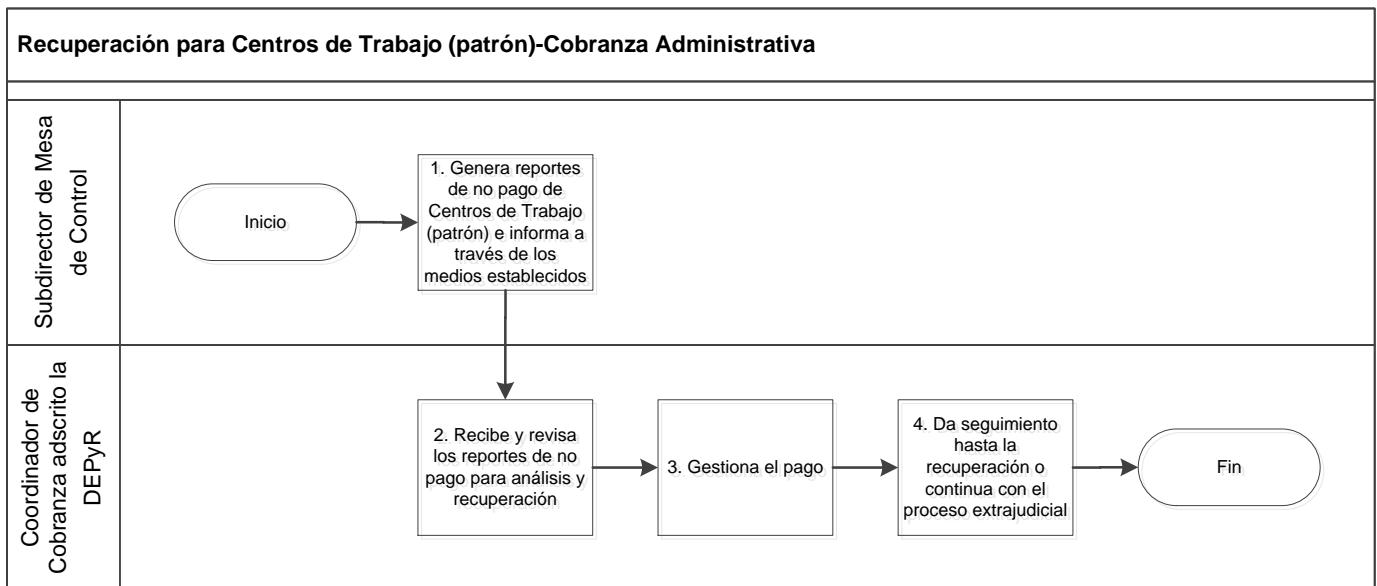 Recuperación para Centros de Trabajo (patrón)-Cobranza Administrativa
Subdirector de Mesa
de Control
Inicio
1. Genera reportes
de no pago de
Centros de Trabajo
(patrón) e informa a
través de los
medios establecidos
Coordinador de
Cobranza adscrito la
DEPyR
2. Recibe y revisa
los reportes de no
pago para análisis y
recuperación
3. Gestiona el pago
4. Da seguimiento
hasta la
recuperación o
continua con el
proceso extrajudicial
Fin